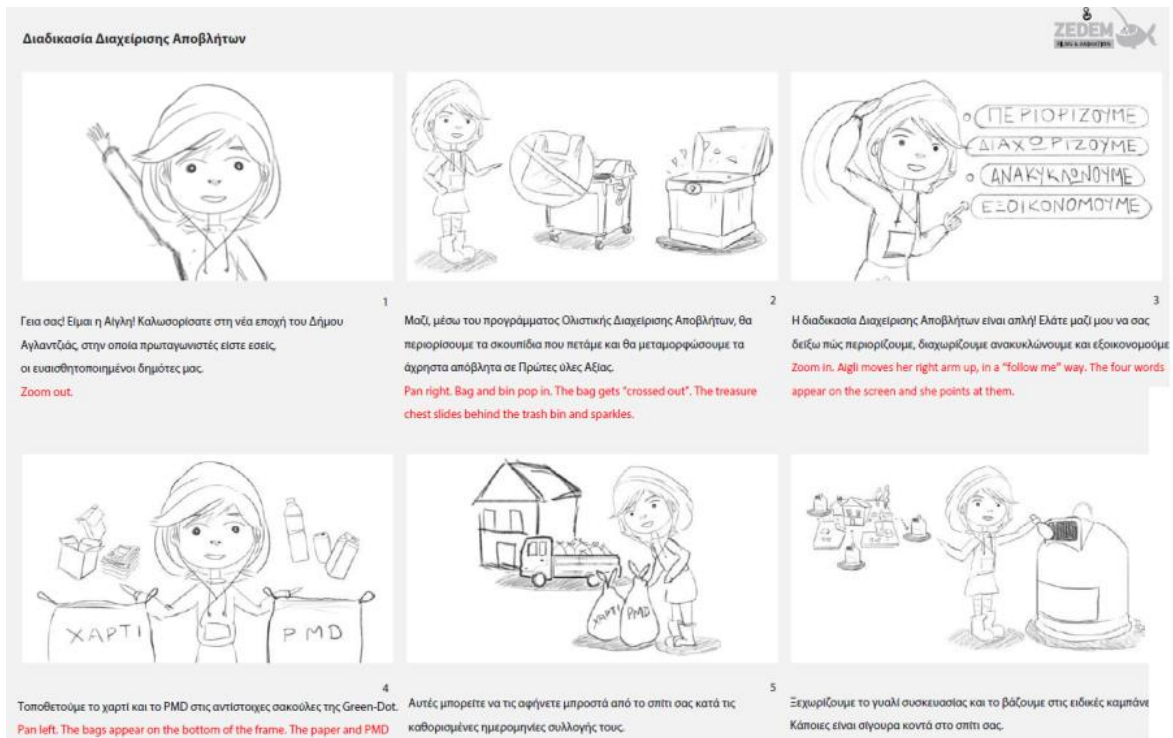 Διαδικασία Διαχείρισης Αποβλήτων
ZEDEM
FILMS & ANIMATION
ΠΕΡΙΟΡΙΖΟΥΜΕ
ΔΙΑΧΩΡΙΖΟΥΜΕ
ΑΝΑΚΥΚΛΩΝΟΥΜΕ
ΕΞΟΙΚΟΝΟΜΟΥΜΕ
1
Γεια σας! Είμαι η Αίγλη! Καλωσορίσατε στη νέα εποχή του Δήμου
Αγλαντζιάς, στην οποία πρωταγωνιστές είστε εσείς,
οι ευαισθητοποιημένοι δημότες μας.
Zoom out.
2
Μαζί, μέσω του προγράμματος Ολιστικής Διαχείρισης Αποβλήτων, θα
περιορίσουμε τα σκουπίδια που πετάμε και θα μεταμορφώσουμε τα
άχρηστα απόβλητα σε Πρώτες ύλες Αξίας.
Pan right. Bag and bin pop in. The bag gets "crossed out". The treasure
chest slides behind the trash bin and sparkles.
3
Η διαδικασία Διαχείρισης Αποβλήτων είναι απλή! Ελάτε μαζί μου να σας
δείξω πώς περιορίζουμε, διαχωρίζουμε ανακυκλώνουμε και εξοικονομούμε
Zoom in. Aigli moves her right arm up, in a "follow me" way. The four words
appear on the screen and she points at them.
ΧΑΡΤΙ
PMD
ΧΑΡΤΙ
PMD
4
Τοποθετούμε το χαρτί και το PMD στις αντίστοιχες σακούλες της Green-Dot.
Pan left. The bags appear on the bottom of the frame. The paper and PMD
5
Αυτές μπορείτε να τις αφήνετε μπροστά από το σπίτι σας κατά τις
καθορισμένες ημερομηνίες συλλογής τους.
Ξεχωρίζουμε το γυαλί συσκευασίας και το βάζουμε στις ειδικές καμπάνε
Κάποιες είναι σίγουρα κοντά στο σπίτι σας.